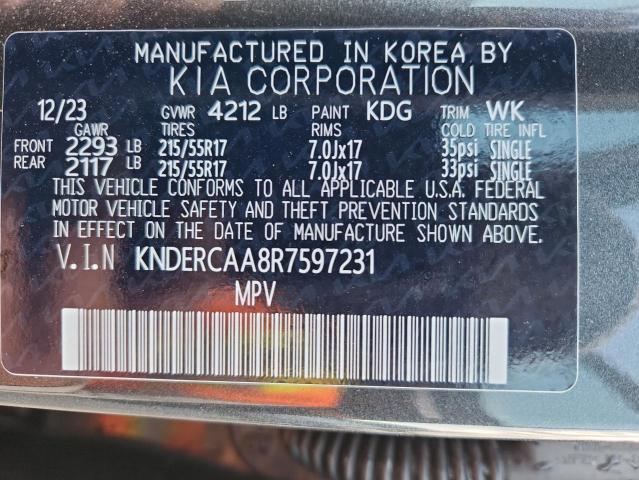 MANUFACTURED IN KOREA BY
KIA CORPORATION
12/23 GVWR 4212 LB PAINT KDG TRIM WK
GAWR TIRES RIMS COLD TIRE INFL
FRONT 2293 LB 215/55R17 7.0Jx17 35psi SINGLE
REAR 2117 LB 215/55R17 7.0Jx17 33psi SINGLE
THIS VEHICLE CONFORMS TO ALL APPLICABLE U.S.A. FEDERAL
MOTOR VEHICLE SAFETY AND THEFT PREVENTION STANDARDS
IN EFFECT ON THE DATE OF MANUFACTURE SHOWN ABOVE.
V.I.N KNDERCAA8R7597231
MPV